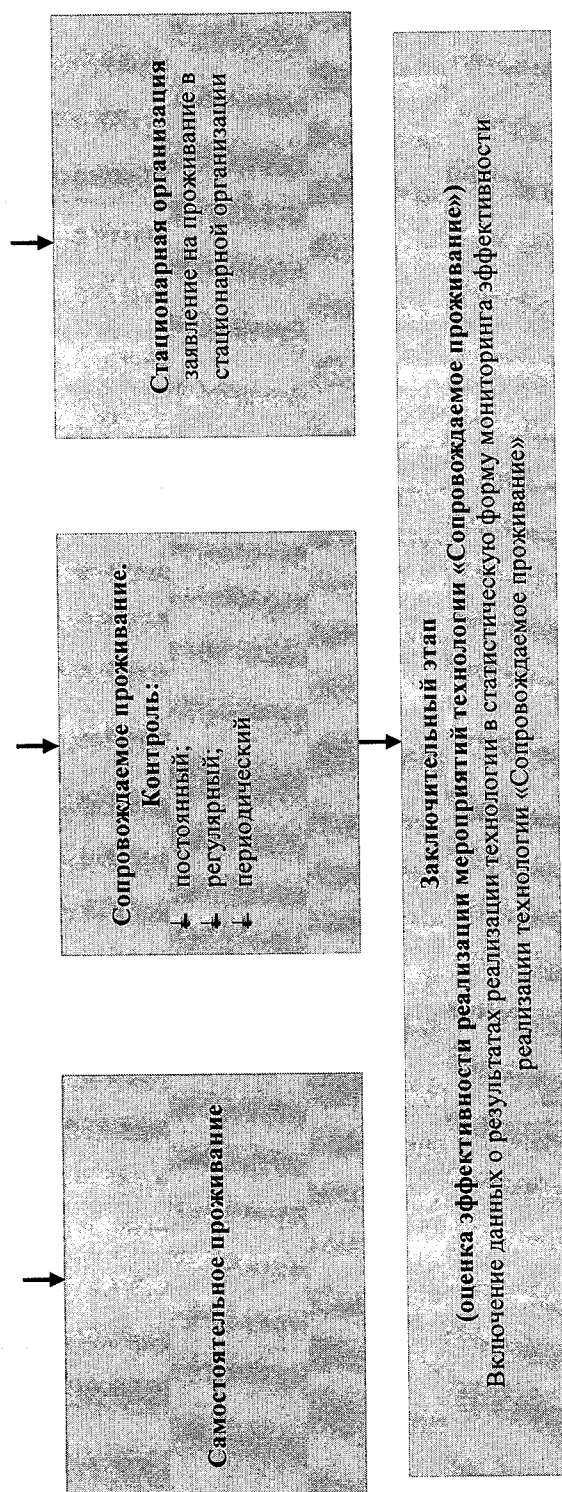 Самостоятельное проживание
Сопровождаемое проживание.
Контроль:
постоянный;
регулярный;
периодический
Стационарная организация
заявление на проживание в
стационарной организации
Заключительный этап
(оценка эффективности реализации мероприятий технологии «Сопровождаемое проживание»)
Включение данных о результатах реализации технологии в статистическую форму мониторинга эффективности
реализации технологии «Сопровождаемое проживание»